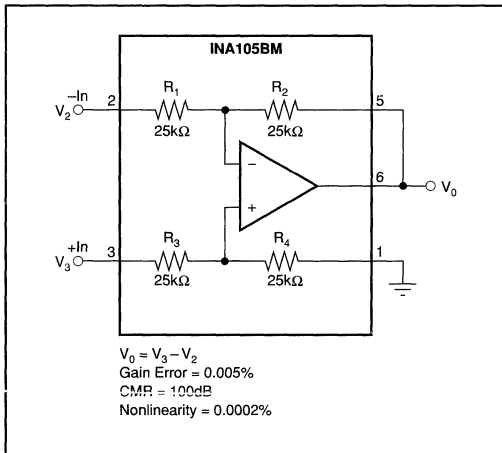 INA105BM
–In
V₂
2
R₁
25kΩ
R₂
25kΩ
5
–
+
6
V₀
+In
V₃
3
R₃
25kΩ
R₄
25kΩ
1
V₀ = V₃ – V₂
Gain Error = 0.005%
CMR = 100dB
Nonlinearity = 0.0002%